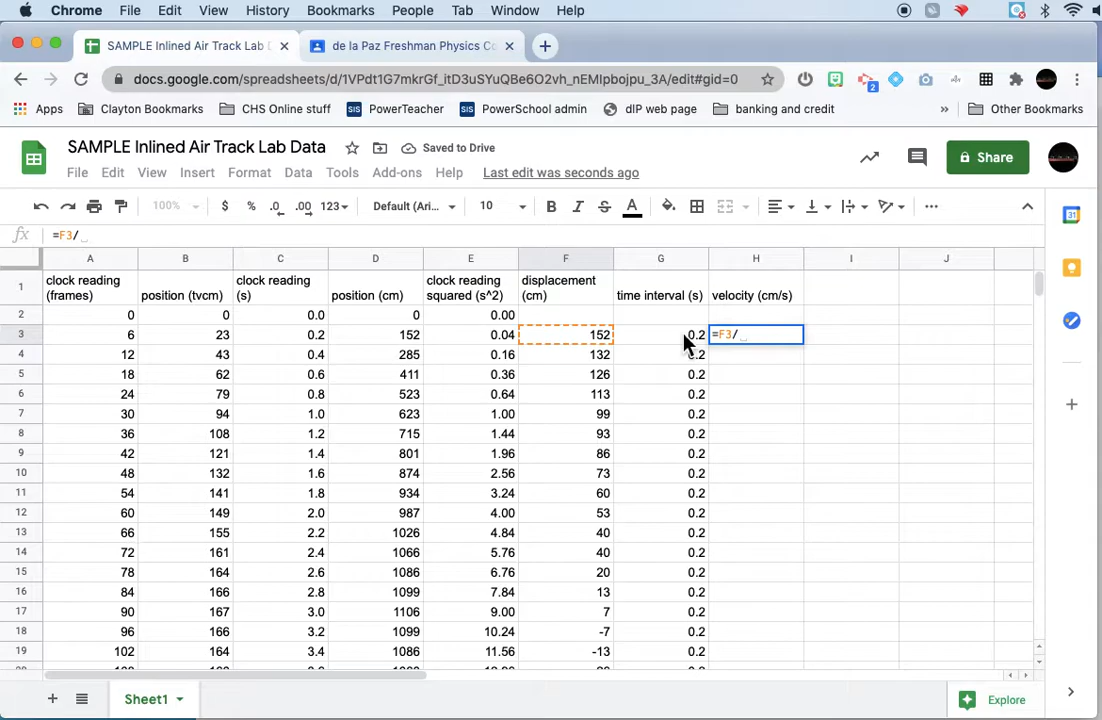 Chrome File Edit View History Bookmarks People Tab Window Help
SAMPLE Inlined Air Track Lab D
de la Paz Freshman Physics Co
docs.google.com/spreadsheets/d/1VPdt1G7mkrGf_itD3uSYuQBe6O2vh_nEMIpbojpu_3A/edit#gid=0
2
Apps Clayton Bookmarks CHS Online stuff SIS PowerTeacher SIS PowerSchool admin dIP web page banking and credit » Other Bookmarks
SAMPLE Inlined Air Track Lab Data Saved to Drive
Share
File Edit View Insert Format Data Tools Add-ons Help Last edit was seconds ago
100% $ % .0 .00 123 Default (Ari... 10 B I S A
31
fx =F3/
A B C D E F G H I J
1 clock reading (frames) position (tvcm) clock reading (s) position (cm) clock reading squared (s^2) displacement (cm) time interval (s) velocity (cm/s)
2 0 0 0.0 0 0.00
3 6 23 0.2 152 0.04 152 0.2 =F3/
4 12 43 0.4 285 0.16 132 0.2
5 18 62 0.6 411 0.36 126 0.2
6 24 79 0.8 523 0.64 113 0.2
7 30 94 1.0 623 1.00 99 0.2
8 36 108 1.2 715 1.44 93 0.2
9 42 121 1.4 801 1.96 86 0.2
10 48 132 1.6 874 2.56 73 0.2
11 54 141 1.8 934 3.24 60 0.2
12 60 149 2.0 987 4.00 53 0.2
13 66 155 2.2 1026 4.84 40 0.2
14 72 161 2.4 1066 5.76 40 0.2
15 78 164 2.6 1086 6.76 20 0.2
16 84 166 2.8 1099 7.84 13 0.2
17 90 167 3.0 1106 9.00 7 0.2
18 96 166 3.2 1099 10.24 -7 0.2
19 102 164 3.4 1086 11.56 -13 0.2
Sheet1
Explore